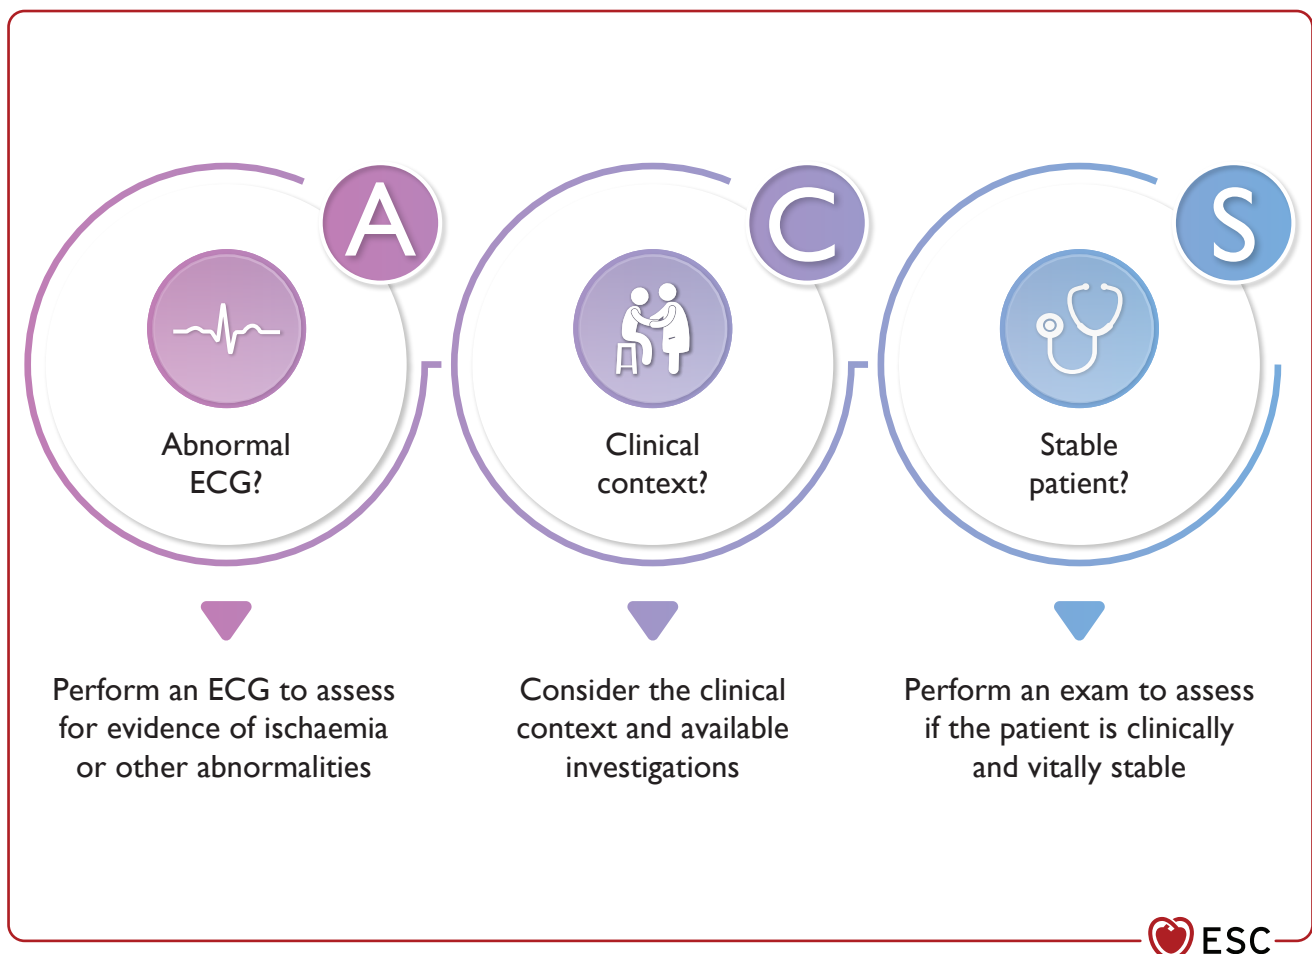 A
Abnormal
ECG?
Perform an ECG to assess
for evidence of ischaemia
or other abnormalities
C
Clinical
context?
Consider the clinical
context and available
investigations
S
Stable
patient?
Perform an exam to assess
if the patient is clinically
and vitally stable
ESC